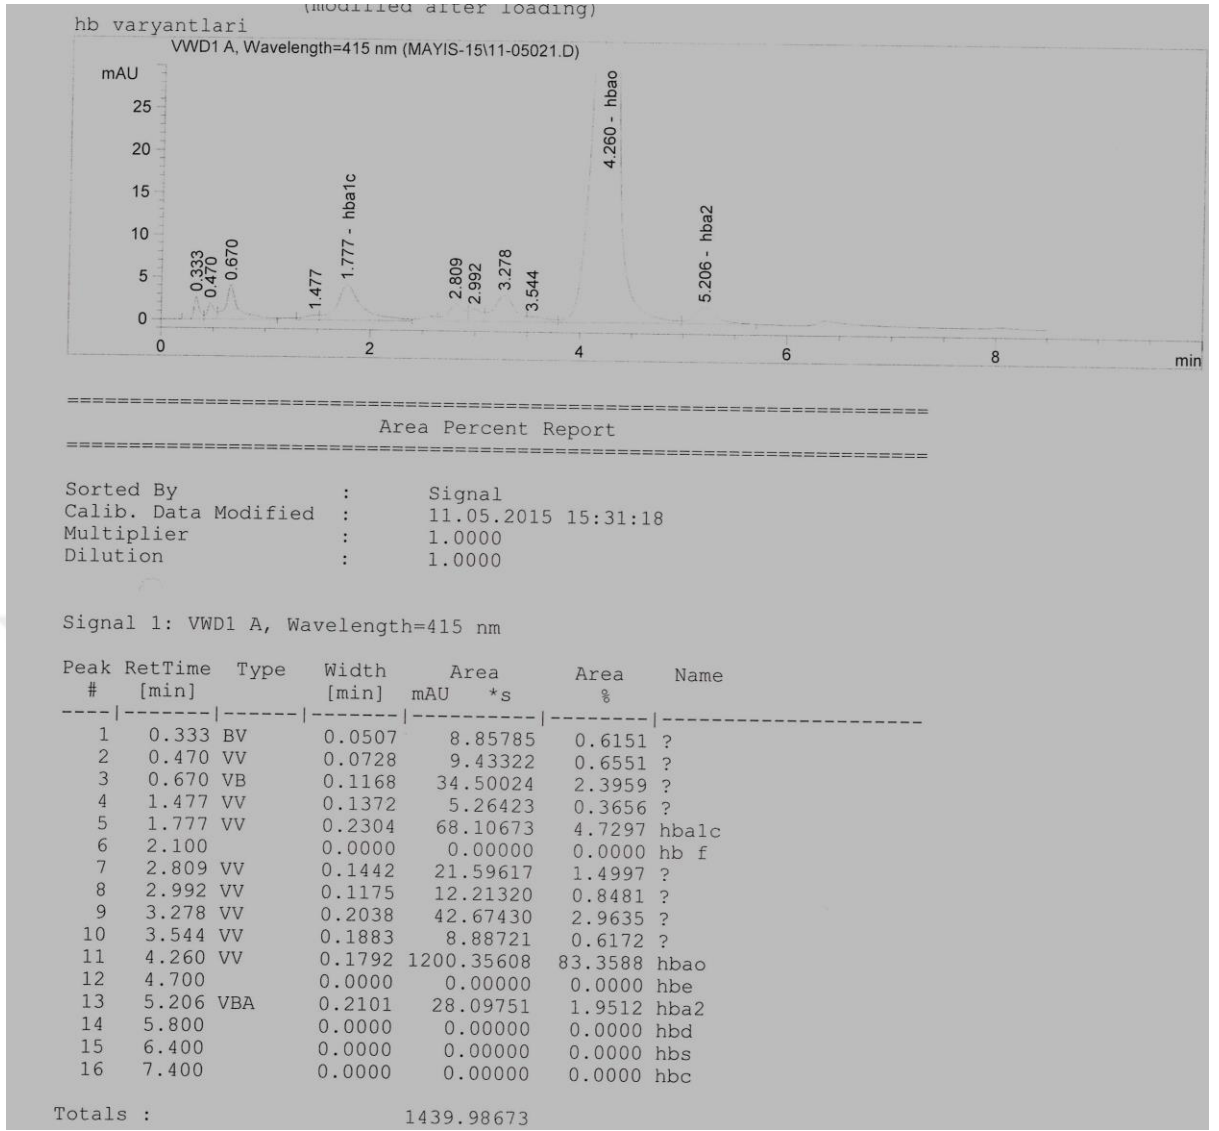 (modified after loading)
hb varyantlari
VWD1 A, Wavelength=415 nm (MAYIS-15\11-05021.D)
mAU
25
20
15
10
5
0
0.333
0.470
0.670
1.477
1.777 - hba1c
2.809
2.992
3.278
3.544
4.260 - hbao
5.206 - hba2
0 2 4 6 8 min
=====================================================================
Area Percent Report
=====================================================================
Sorted By : Signal
Calib. Data Modified : 11.05.2015 15:31:18
Multiplier : 1.0000
Dilution : 1.0000
Signal 1: VWD1 A, Wavelength=415 nm
Peak RetTime Type Width Area Area Name
# [min] [min] mAU *s %
----|-------|------|-------|-----------|--------|---------------------
1 0.333 BV 0.0507 8.85785 0.6151 ?
2 0.470 VV 0.0728 9.43322 0.6551 ?
3 0.670 VB 0.1168 34.50024 2.3959 ?
4 1.477 VV 0.1372 5.26423 0.3656 ?
5 1.777 VV 0.2304 68.10673 4.7297 hba1c
6 2.100 0.0000 0.00000 0.0000 hb f
7 2.809 VV 0.1442 21.59617 1.4997 ?
8 2.992 VV 0.1175 12.21320 0.8481 ?
9 3.278 VV 0.2038 42.67430 2.9635 ?
10 3.544 VV 0.1883 8.88721 0.6172 ?
11 4.260 VV 0.1792 1200.35608 83.3588 hbao
12 4.700 0.0000 0.00000 0.0000 hbe
13 5.206 VBA 0.2101 28.09751 1.9512 hba2
14 5.800 0.0000 0.00000 0.0000 hbd
15 6.400 0.0000 0.00000 0.0000 hbs
16 7.400 0.0000 0.00000 0.0000 hbc
Totals : 1439.98673